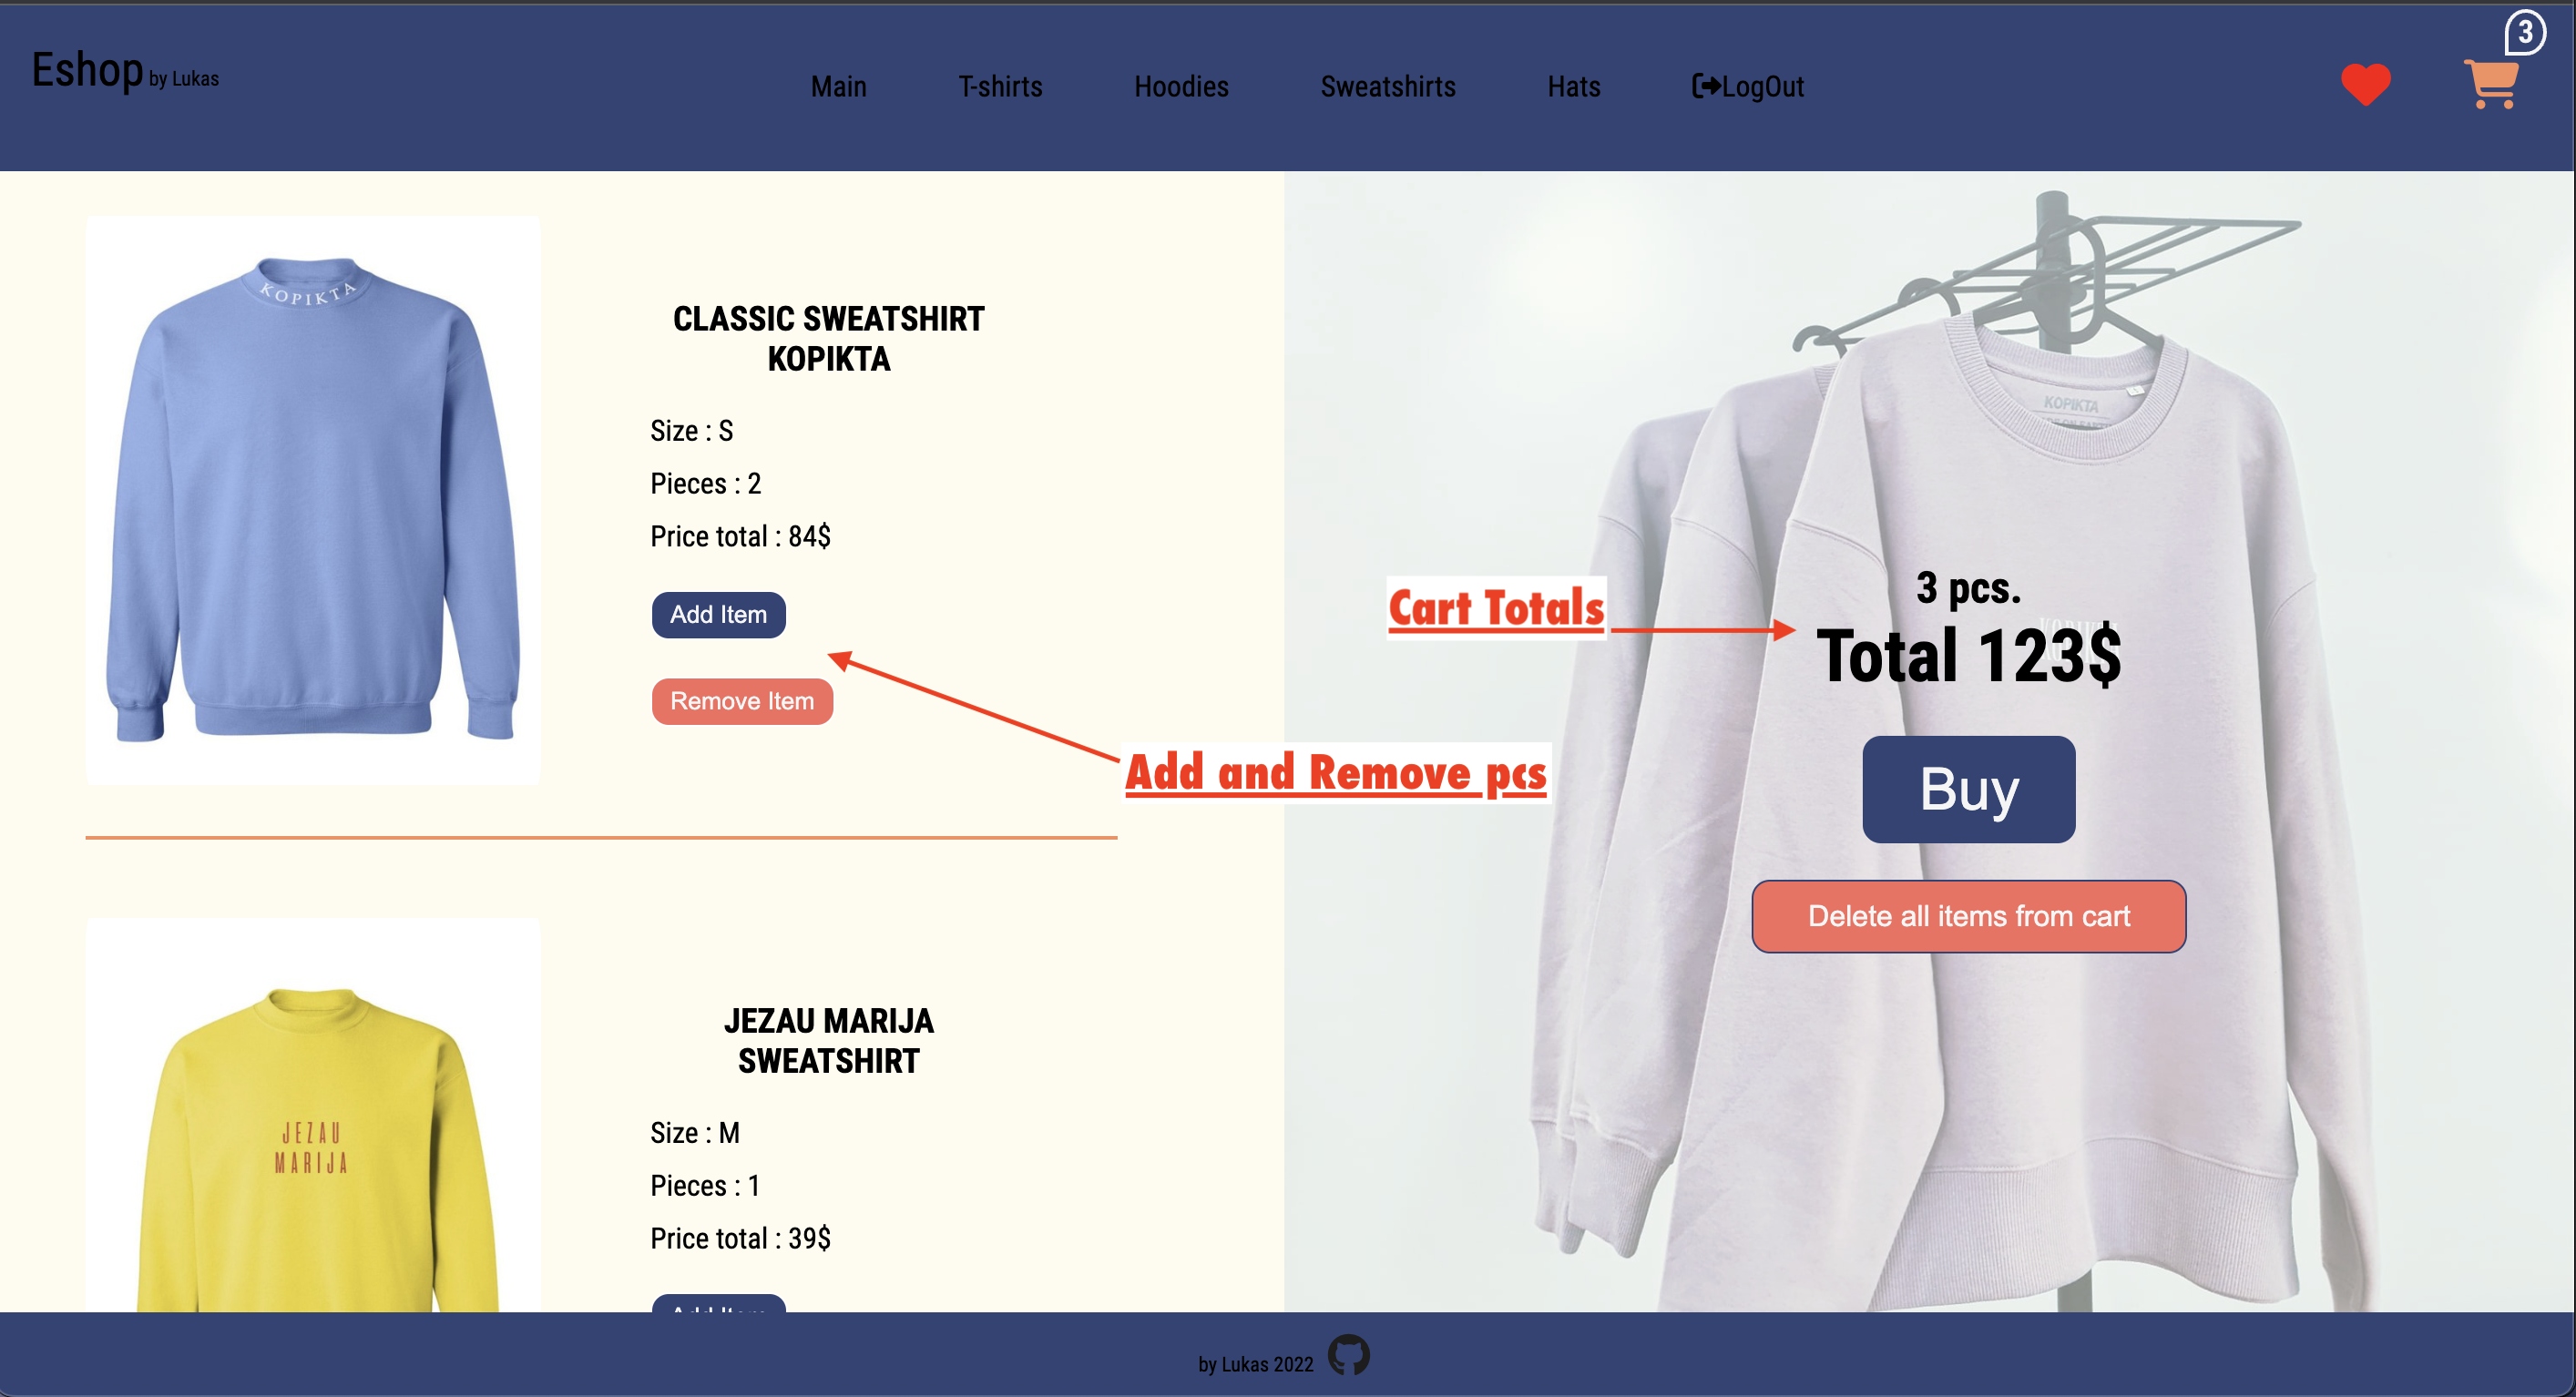 Eshop by Lukas
Main
T-shirts
Hoodies
Sweatshirts
Hats
LogOut
3
KOPIKTA
CLASSIC SWEATSHIRT
KOPIKTA
Size : S
Pieces : 2
Price total : 84$
Add Item
Remove Item
Add and Remove pcs
JEZAU
MARIJA
JEZAU MARIJA
SWEATSHIRT
Size : M
Pieces : 1
Price total : 39$
Add Item
KOPIKTA
Cart Totals
3 pcs.
Total 123$
Buy
Delete all items from cart
by Lukas 2022